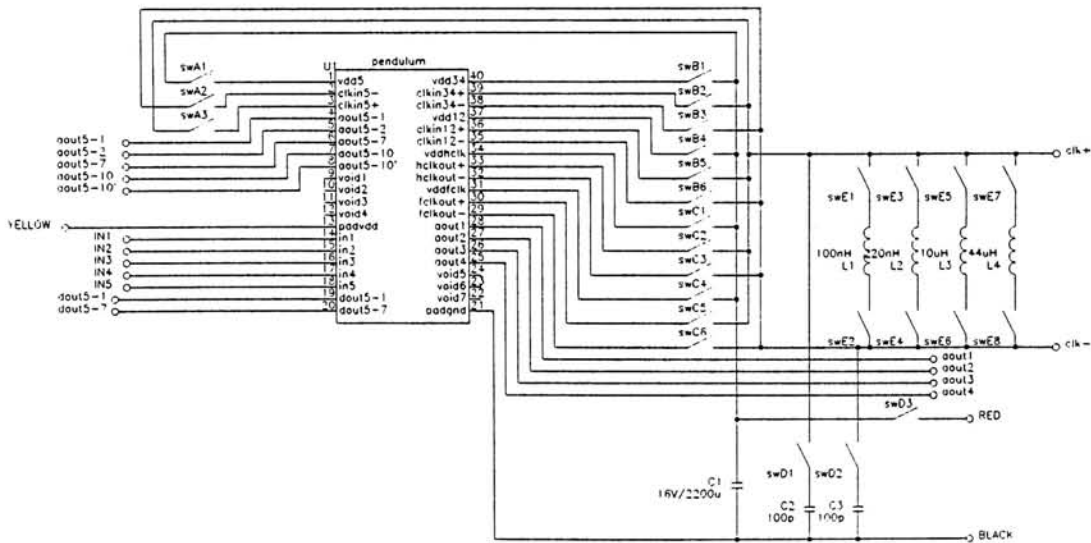 U1 pendulum
swA1
swA2
swA3
1 vdd5
2 clkin5-
3 clkin5+
4 aout5-1
5 aout5-2
6 aout5-7
7 aout5-10
8 aout5-10'
9 void1
10 void2
11 void3
12 void4
13 padvdd
14 in1
15 in2
16 in3
17 in4
18 in5
19 dout5-1
20 dout5-7
vdd34 40
clkin34+ 39
clkin34- 38
vdd12 37
clkin12+ 36
clkin12- 35
vddhclk 34
hclkout+ 33
hclkout- 32
vddfclk 31
fclkout+ 30
fclkout- 29
aout1 28
aout2 27
aout3 26
aout4 25
void5 24
void6 23
void7 22
padgnd 21
aout5-1
aout5-2
aout5-7
aout5-10
aout5-10'
YELLOW
IN1
IN2
IN3
IN4
IN5
dout5-1
dout5-7
swB1
swB2
swB3
swB4
swB5
swB6
swC1
swC2
swC3
swC4
swC5
swC6
clk+
swE1 swE3 swE5 swE7
100nH 220nH 10uH 44uH
L1 L2 L3 L4
swE2 swE4 swE6 swE8
clk-
aout1
aout2
aout3
aout4
swD3
RED
swD1 swD2
C1
16V/2200u
C2 C3
100p 100p
BLACK